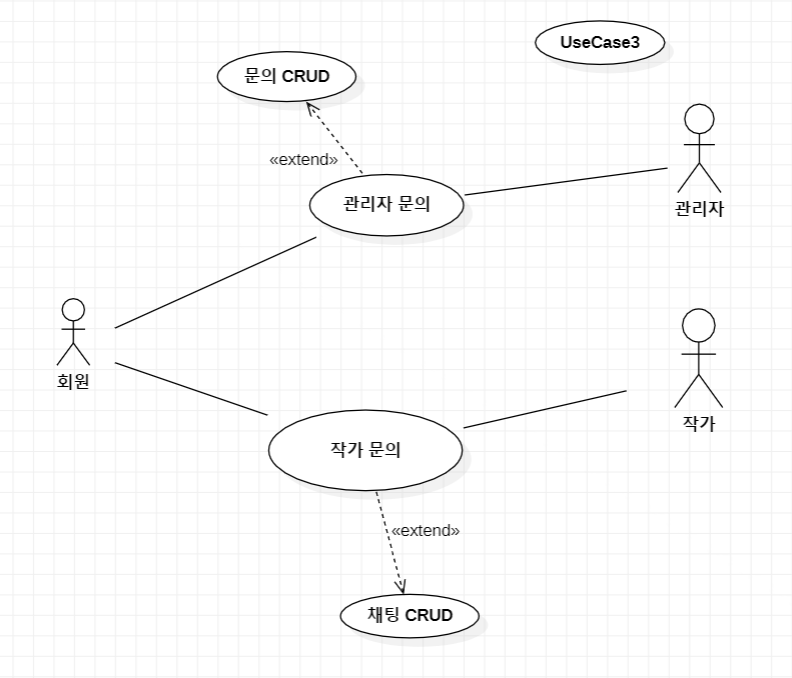 UseCase3
문의 CRUD
«extend»
관리자 문의
관리자
회원
작가
작가 문의
«extend»
채팅 CRUD